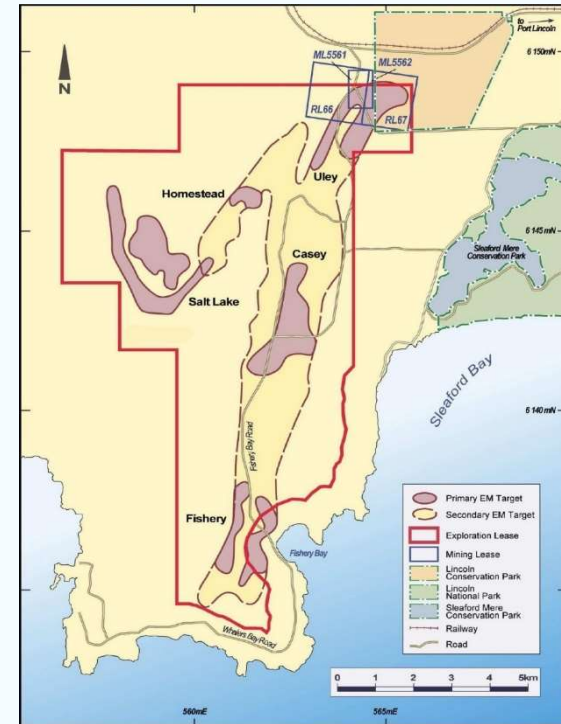 to
Port Lincoln
6 150mN
ML5561
ML5562
N
RL66
RL67
Uley
Homestead
Casey
Salt Lake
6 145mN
Sleaford Mere
Conservation Park
Sleaford Bay
6 140mN
Fishery Bay Road
Fishery
Fishery Bay
Whalers Bay Road
Primary EM Target
Secondary EM Target
Exploration Lease
Mining Lease
Lincoln
Conservation Park
Lincoln
National Park
Sleaford Mere
Conservation Park
Railway
Road
0 1 2 3 4 5km
560mE
565mE